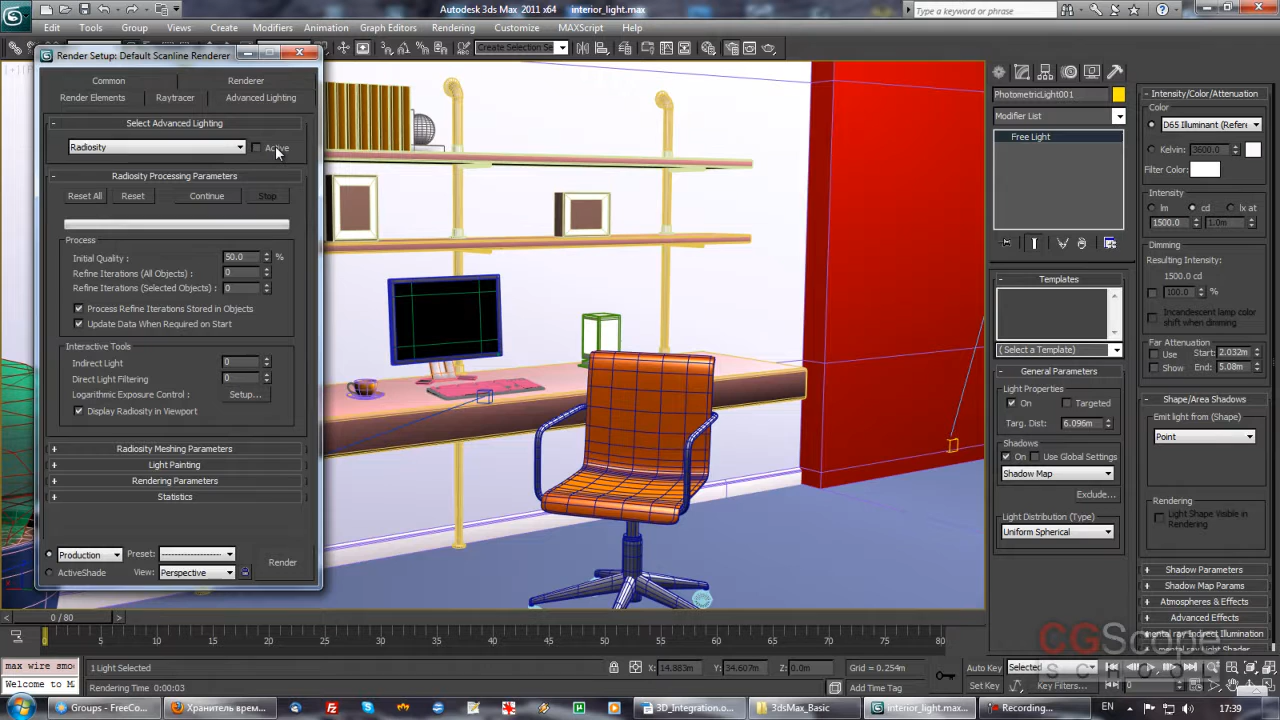 Autodesk 3ds Max 2011 x64 interior_light.max
Type a keyword or phrase
Edit Tools Group Views Create Modifiers Animation Graph Editors Rendering Customize MAXScript Help
Create Selection Se
Render Setup: Default Scanline Renderer
Common Renderer
Render Elements Raytracer Advanced Lighting
- Select Advanced Lighting
Radiosity Active
- Radiosity Processing Parameters
Reset All Reset Continue Stop
Process
Initial Quality : 50.0 %
Refine Iterations (All Objects) : 0
Refine Iterations (Selected Objects) : 0
Process Refine Iterations Stored in Objects
Update Data When Required on Start
Interactive Tools
Indirect Light 0
Direct Light Filtering 0
Logarithmic Exposure Control : Setup...
Display Radiosity in Viewport
+ Radiosity Meshing Parameters
+ Light Painting
+ Rendering Parameters
+ Statistics
Production Preset: --------------------
ActiveShade View: Perspective
Render
PhotometricLight001
Modifier List
Free Light
- Templates
(Select a Template)
- General Parameters
Light Properties
On Targeted
Targ. Dist: 6.096m
Shadows
On Use Global Settings
Shadow Map
Exclude...
Light Distribution (Type)
Uniform Spherical
- Intensity/Color/Attenuation
Color
D65 Illuminant (Refere
Kelvin: 3600.0
Filter Color:
Intensity
lm cd lx at
1500.0 1.0m
Dimming
Resulting Intensity:
1500.0 cd
100.0 %
Incandescent lamp color
shift when dimming
Far Attenuation
Use Start: 2.032m
Show End: 5.08m
- Shape/Area Shadows
Emit light from (Shape)
Point
Rendering
Light Shape Visible in
Rendering
+ Shadow Parameters
+ Shadow Map Params
+ Atmospheres & Effects
+ Advanced Effects
mental ray Indirect Illumination
mental ray Light Shader
0 / 80
0 5 10 15 20 25 30 35 40 45 50 55 60 65 70 75 80
max wire smo
Welcome to M
1 Light Selected
Rendering Time: 0:00:03
X: 14.883m Y: 34.607m Z: 0.0m Grid = 0.254m
Add Time Tag
Auto Key Selected
Set Key Key Filters... 0
CGScope
SCHOOL
Groups - FreeCo...
Хранитель врем...
3D_Integration.o...
3dsMax_Basic
interior_light.max...
Recording...
EN 17:39